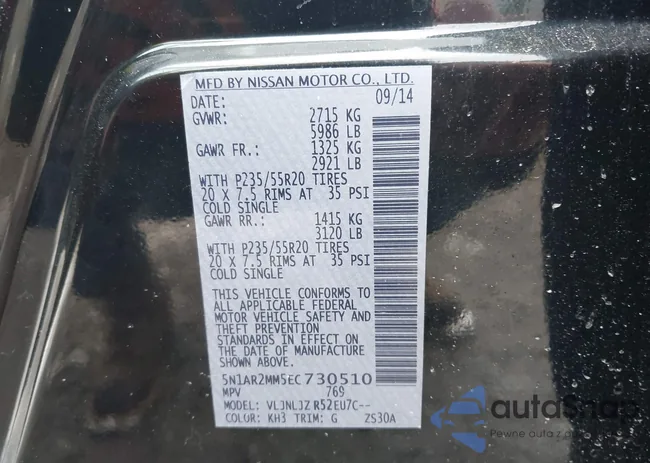 MFD BY NISSAN MOTOR CO., LTD.
DATE: 09/14
GVWR: 2715 KG
5986 LB
GAWR FR.: 1325 KG
2921 LB
WITH P235/55R20 TIRES
20 X 7.5 RIMS AT 35 PSI
COLD SINGLE
GAWR RR.: 1415 KG
3120 LB
WITH P235/55R20 TIRES
20 X 7.5 RIMS AT 35 PSI
COLD SINGLE
THIS VEHICLE CONFORMS TO
ALL APPLICABLE FEDERAL
MOTOR VEHICLE SAFETY AND
THEFT PREVENTION
STANDARDS IN EFFECT ON
THE DATE OF MANUFACTURE
SHOWN ABOVE.
5N1AR2MM5EC730510
MPV 769
MODEL: VLJNLJZ R52EU7C--
COLOR: KH3 TRIM: G ZS30A
autoSnap
Pewne auta z